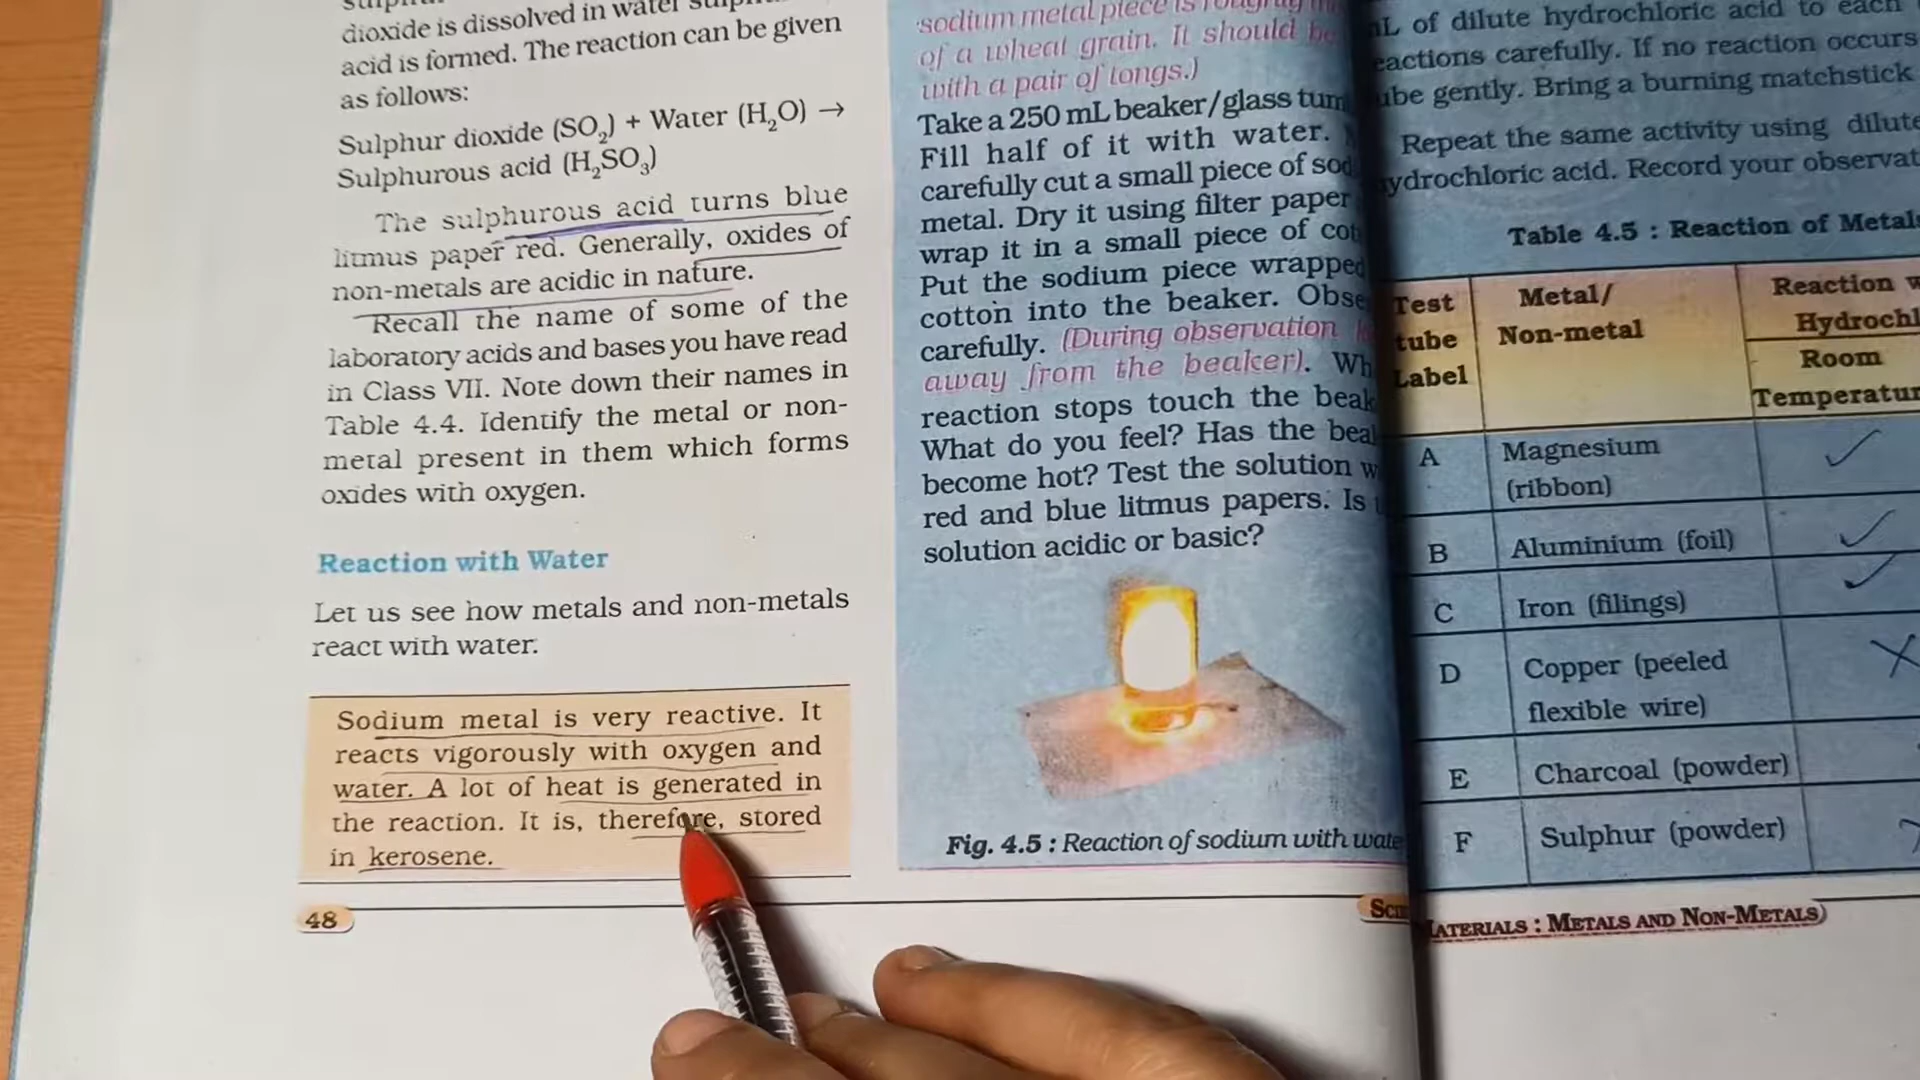 dioxide is dissolved in water
acid is formed. The reaction can be given
as follows:
Sulphur dioxide (SO₂) + Water (H₂O) →
Sulphurous acid (H₂SO₃)
The sulphurous acid turns blue
litmus paper red. Generally, oxides of
non-metals are acidic in nature.
Recall the name of some of the
laboratory acids and bases you have read
in Class VII. Note down their names in
Table 4.4. Identify the metal or non-
metal present in them which forms
oxides with oxygen.
Reaction with Water
Let us see how metals and non-metals
react with water.
Sodium metal is very reactive. It
reacts vigorously with oxygen and
water. A lot of heat is generated in
the reaction. It is, therefore, stored
in kerosene.
48
sodium metal piece is roughly
of a wheat grain. It should
with a pair of tongs.)
Take a 250 mL beaker/glass
Fill half of it with water.
carefully cut a small piece of
metal. Dry it using filter paper
wrap it in a small piece of
Put the sodium piece wrapped
cotton into the beaker.
carefully. (During observation
away from the beaker).
reaction stops touch the
What do you feel? Has the
become hot? Test the solution
red and blue litmus papers. Is
solution acidic or basic?
Fig. 4.5 : Reaction of sodium with
mL of dilute hydrochloric acid to each
carefully. If no reaction occurs
gently. Bring a burning matchstick
Repeat the same activity using dilute
acid. Record your
Table 4.5 : Reaction of Metals
Test tube Label | Metal/ Non-metal | Reaction
Room
A Magnesium (ribbon) ✓
B Aluminium (foil) ✓
C Iron (filings) ✓
D Copper (peeled flexible wire) ✗
E Charcoal (powder)
F Sulphur (powder)
: METALS AND NON-METALS